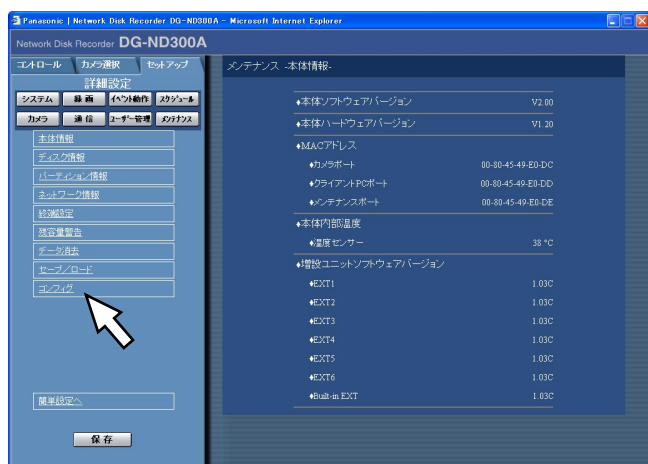 Panasonic | Network Disk Recorder DG-ND300A - Microsoft Internet Explorer
Network Disk Recorder DG-ND300A
コントロール カメラ選択 セットアップ
詳細設定
システム 録画 イベント動作 スケジュール
カメラ 通信 ユーザー管理 メンテナンス
本体情報
ディスク情報
パーティション情報
ネットワーク情報
終端設定
残容量警告
データ消去
セーブ/ロード
コンフィグ
簡単設定へ
保存
メンテナンス -本体情報-
♦本体ソフトウェアバージョン V2.00
♦本体ハードウェアバージョン V1.20
♦MACアドレス
♦カメラポート 00-80-45-49-E0-DC
♦クライアントPCポート 00-80-45-49-E0-DD
♦メンテナンスポート 00-80-45-49-E0-DE
♦本体内部温度
♦温度センサー 38 °C
♦増設ユニットソフトウェアバージョン
♦EXT1 1.03C
♦EXT2 1.03C
♦EXT3 1.03C
♦EXT4 1.03C
♦EXT5 1.03C
♦EXT6 1.03C
♦Built-in EXT 1.03C